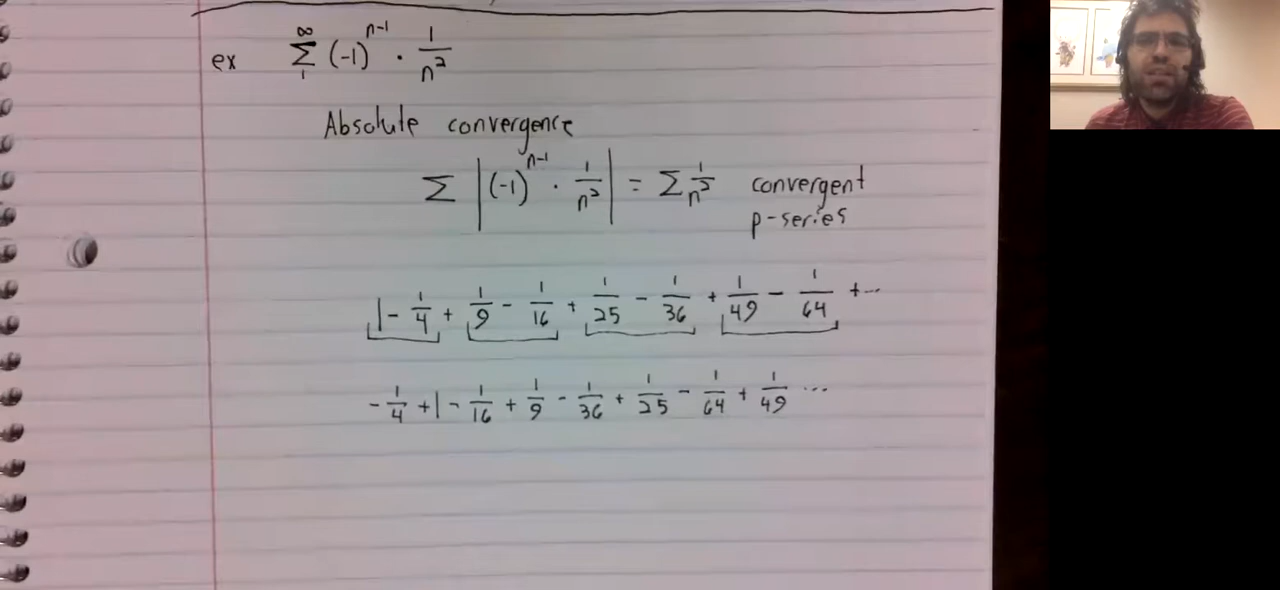 ex ∞ Σ 1 (-1)^{n-1} · 1/n²
Absolute convergence
Σ |(-1)^{n-1} · 1/n²| = Σ 1/n² convergent
p-series
1 - 1/4 + 1/9 - 1/16 + 1/25 - 1/36 + 1/49 - 1/64 + ...
- 1/4 + 1 - 1/16 + 1/9 - 1/36 + 1/25 - 1/64 + 1/49 ...